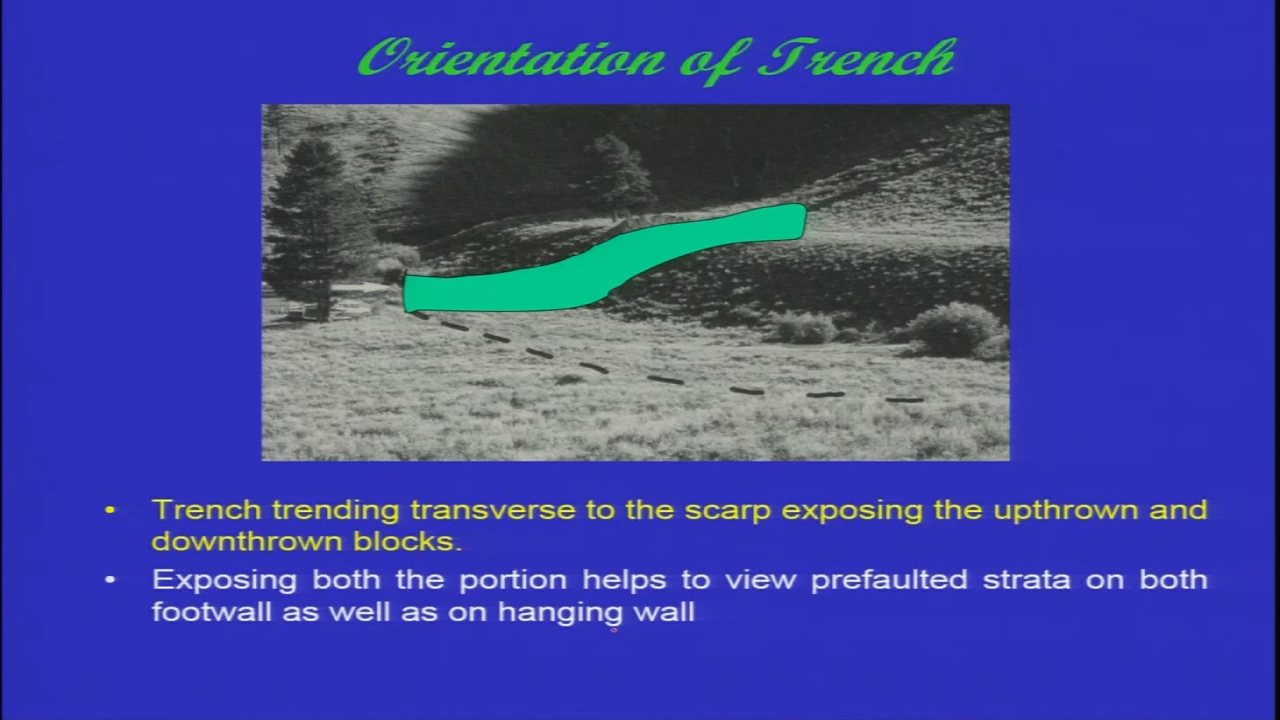 Orientation of Trench
• Trench trending transverse to the scarp exposing the upthrown and
downthrown blocks.
• Exposing both the portion helps to view prefaulted strata on both
footwall as well as on hanging wall